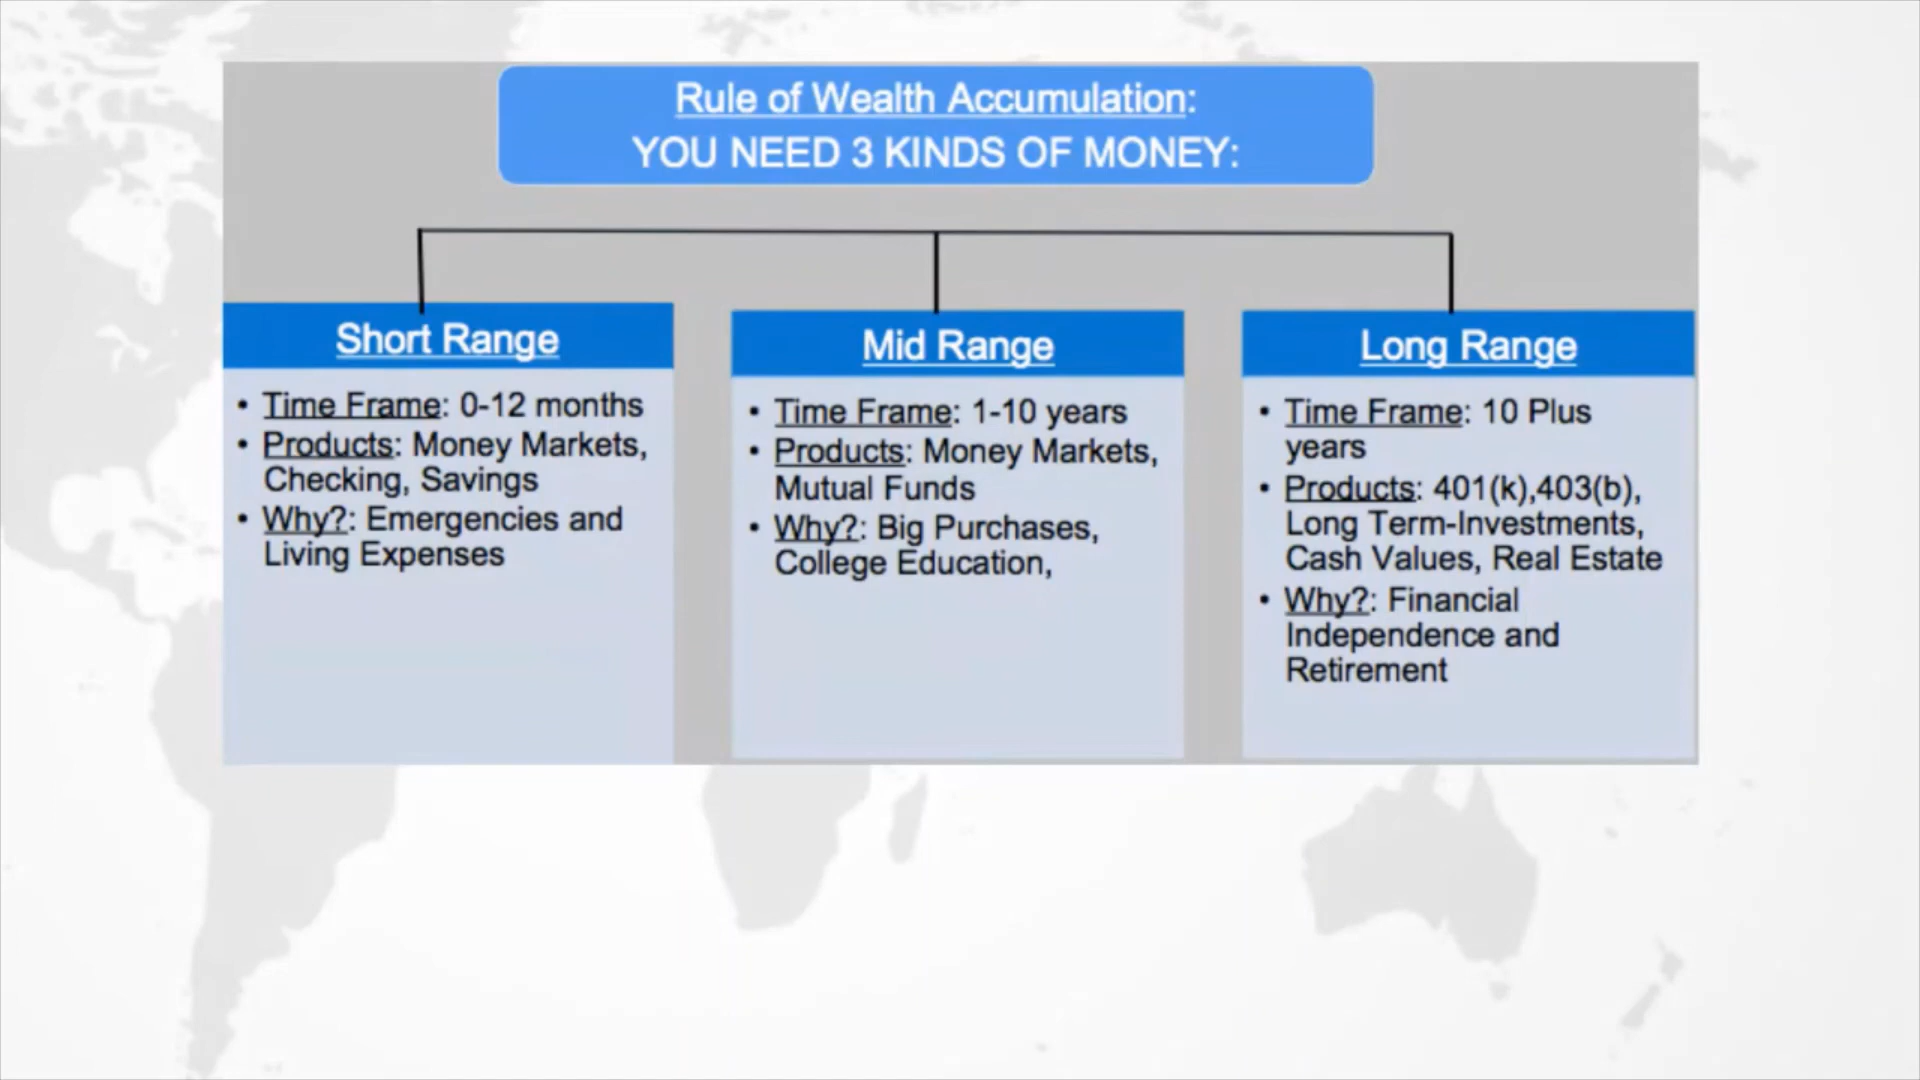 Rule of Wealth Accumulation:
YOU NEED 3 KINDS OF MONEY:
Short Range
• Time Frame: 0-12 months
• Products: Money Markets,
Checking, Savings
• Why?: Emergencies and
Living Expenses
Mid Range
• Time Frame: 1-10 years
• Products: Money Markets,
Mutual Funds
• Why?: Big Purchases,
College Education,
Long Range
• Time Frame: 10 Plus
years
• Products: 401(k),403(b),
Long Term-Investments,
Cash Values, Real Estate
• Why?: Financial
Independence and
Retirement